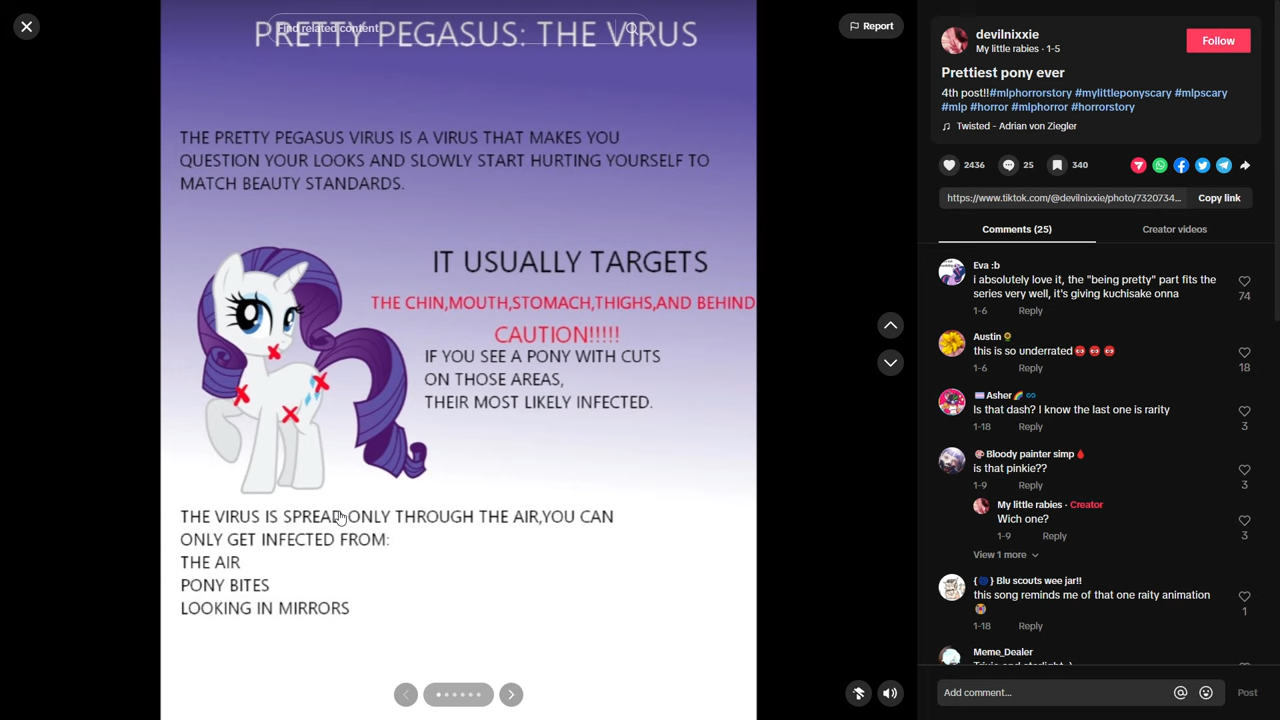 PRETTY PEGASUS: THE VIRUS
Find related content
THE PRETTY PEGASUS VIRUS IS A VIRUS THAT MAKES YOU
QUESTION YOUR LOOKS AND SLOWLY START HURTING YOURSELF TO
MATCH BEAUTY STANDARDS.
IT USUALLY TARGETS
THE CHIN,MOUTH,STOMACH,THIGHS,AND BEHIND
CAUTION!!!!!
IF YOU SEE A PONY WITH CUTS
ON THOSE AREAS,
THEIR MOST LIKELY INFECTED.
THE VIRUS IS SPREAD ONLY THROUGH THE AIR,YOU CAN
ONLY GET INFECTED FROM:
THE AIR
PONY BITES
LOOKING IN MIRRORS
Report
devilnixxie
My little rabies · 1-5
Follow
Prettiest pony ever
4th post!!#mlphorrorstory #mylittleponyscary #mlpscary
#mlp #horror #mlphorror #horrorstory
Twisted - Adrian von Ziegler
2436
25
340
https://www.tiktok.com/@devilnixxie/photo/7320734...
Copy link
Comments (25)
Creator videos
Eva :b
i absolutely love it, the "being pretty" part fits the
series very well, it's giving kuchisake onna
74
1-6
Reply
Austin
this is so underrated
18
1-6
Reply
Asher
Is that dash? I know the last one is rarity
3
1-18
Reply
Bloody painter simp
is that pinkie??
3
1-9
Reply
My little rabies · Creator
Wich one?
3
1-9
Reply
View 1 more
{🌀} Blu scouts wee jar!!
this song reminds me of that one raity animation
1
1-18
Reply
Meme_Dealer
Add comment...
Post